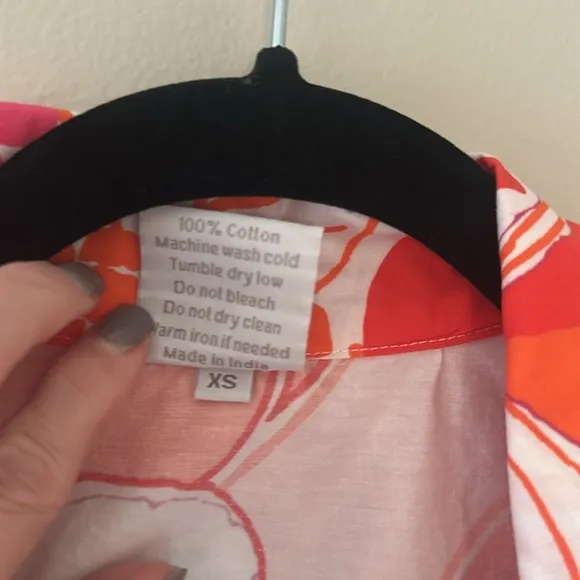 100% Cotton
Machine wash cold
Tumble dry low
Do not bleach
Do not dry clean
Warm iron if needed
Made in India
XS